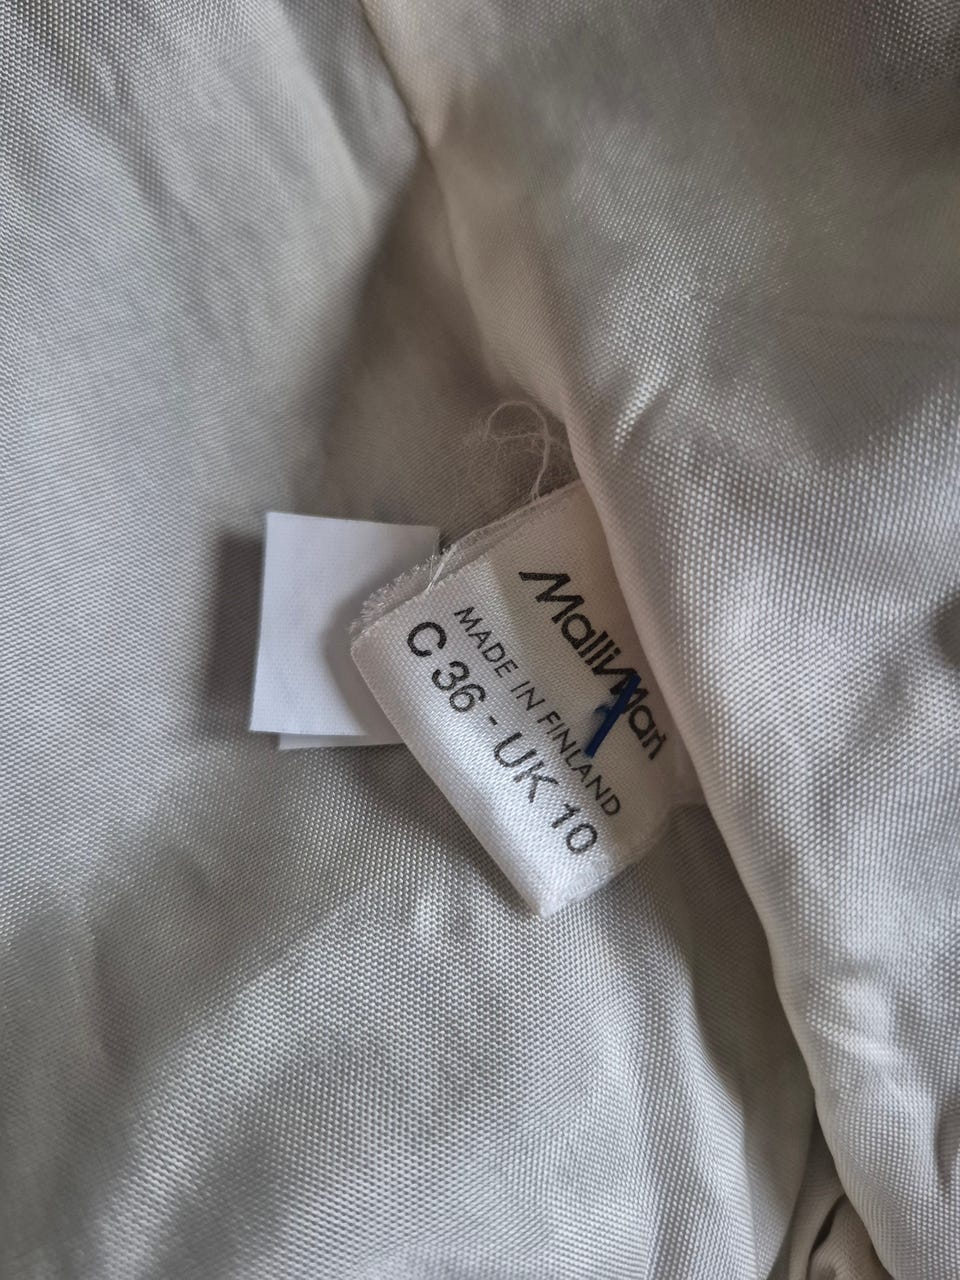 MalliMari
MADE IN FINLAND
C 36 - UK 10